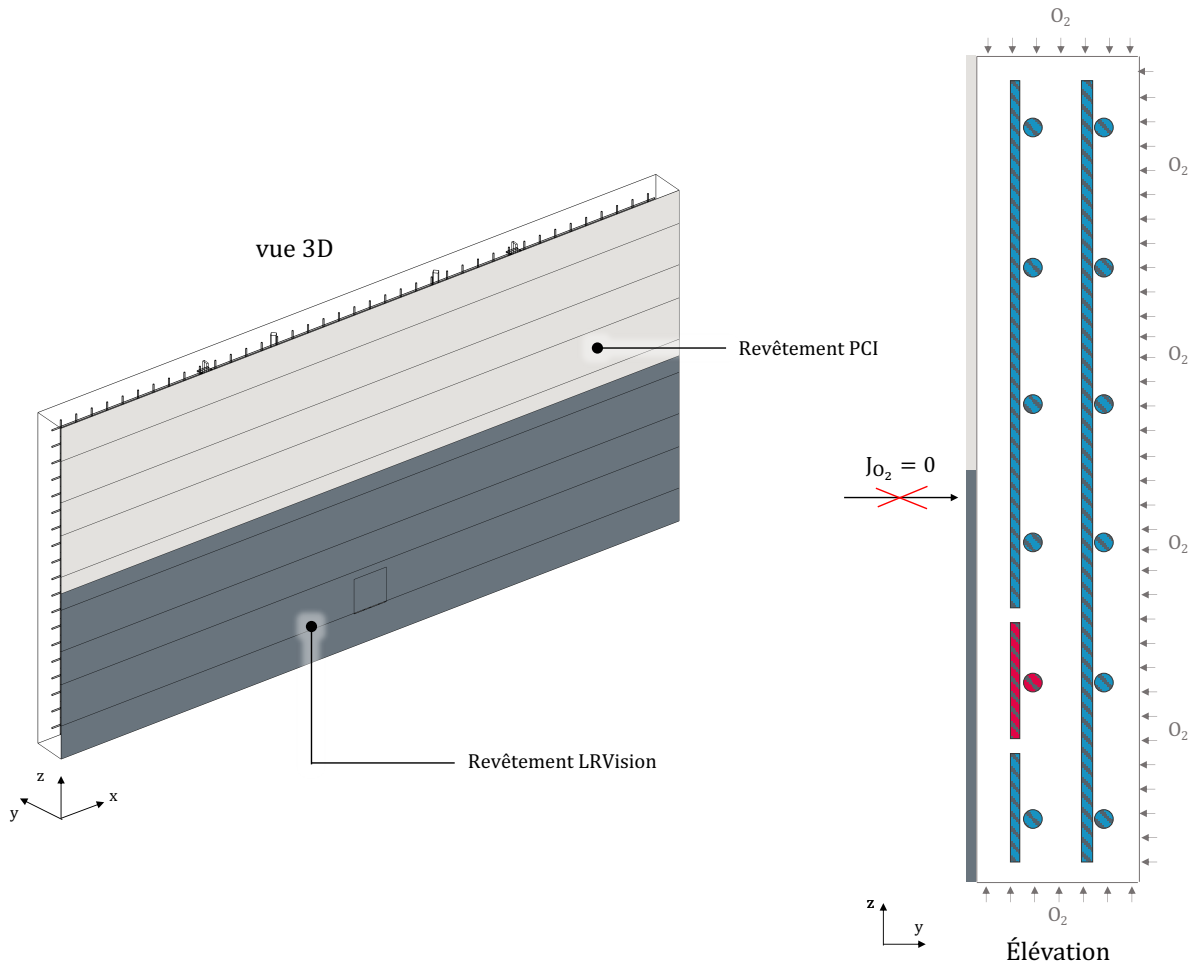 O₂
vue 3D
O₂
Revêtement PCI
O₂
J_O₂ = 0
O₂
O₂
Revêtement LRVision
z
x
y
O₂
z
y
Élévation